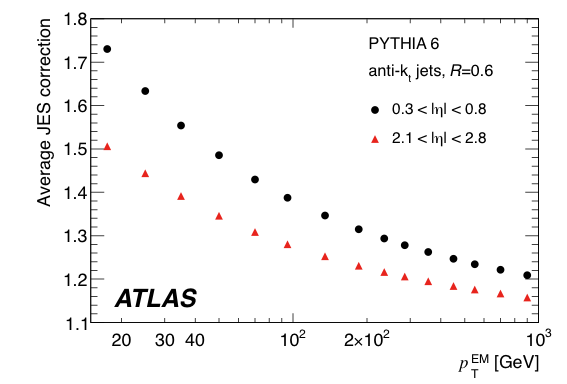 Average JES correction
1.8
1.7
1.6
1.5
1.4
1.3
1.2
1.1
PYTHIA 6
anti-kt jets, R=0.6
0.3 < |η| < 0.8
2.1 < |η| < 2.8
ATLAS
20 30 40 10² 2×10² 10³
p_T^EM [GeV]